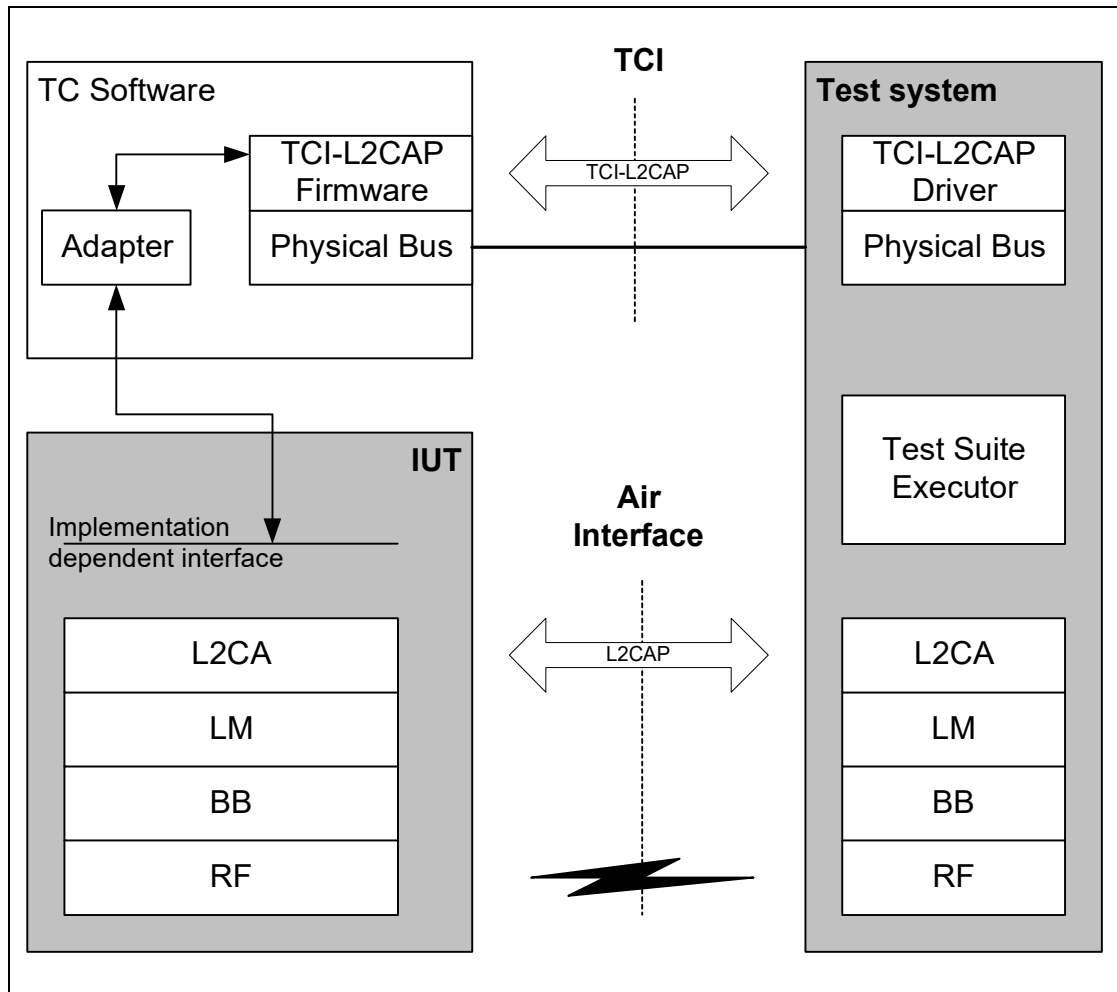 TCI
TC Software
Test system
TCI-L2CAP
Firmware
TCI-L2CAP
TCI-L2CAP
Driver
Adapter
Physical Bus
Physical Bus
IUT
Test Suite
Executor
Air
Interface
Implementation
dependent interface
L2CA
L2CAP
L2CA
LM
LM
BB
BB
RF
RF